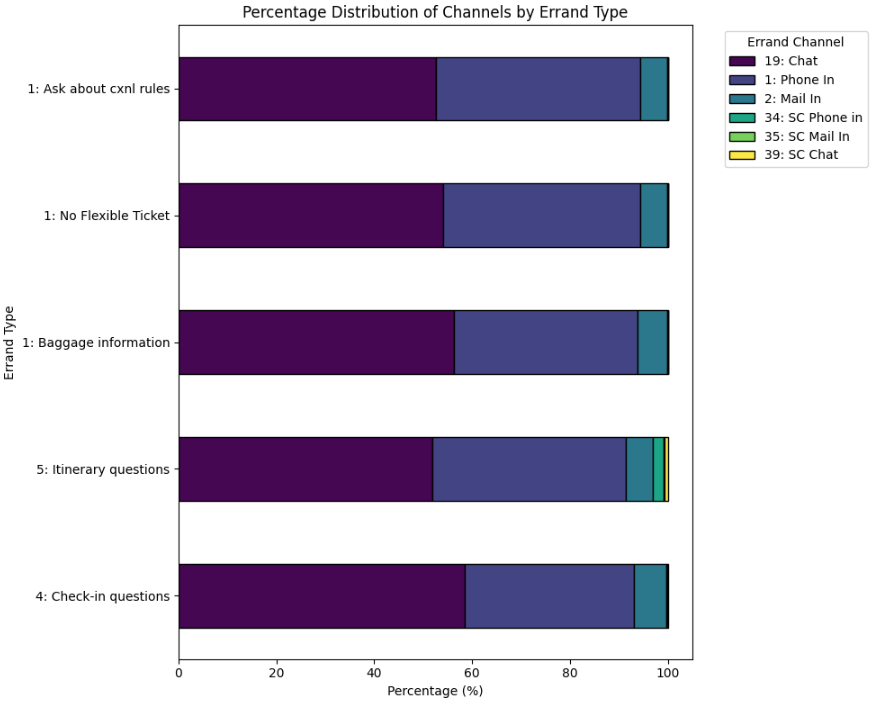 Percentage Distribution of Channels by Errand Type
Errand Channel
19: Chat
1: Phone In
2: Mail In
34: SC Phone in
35: SC Mail In
39: SC Chat
Errand Type
1: Ask about cxnl rules
1: No Flexible Ticket
1: Baggage information
5: Itinerary questions
4: Check-in questions
0 20 40 60 80 100
Percentage (%)